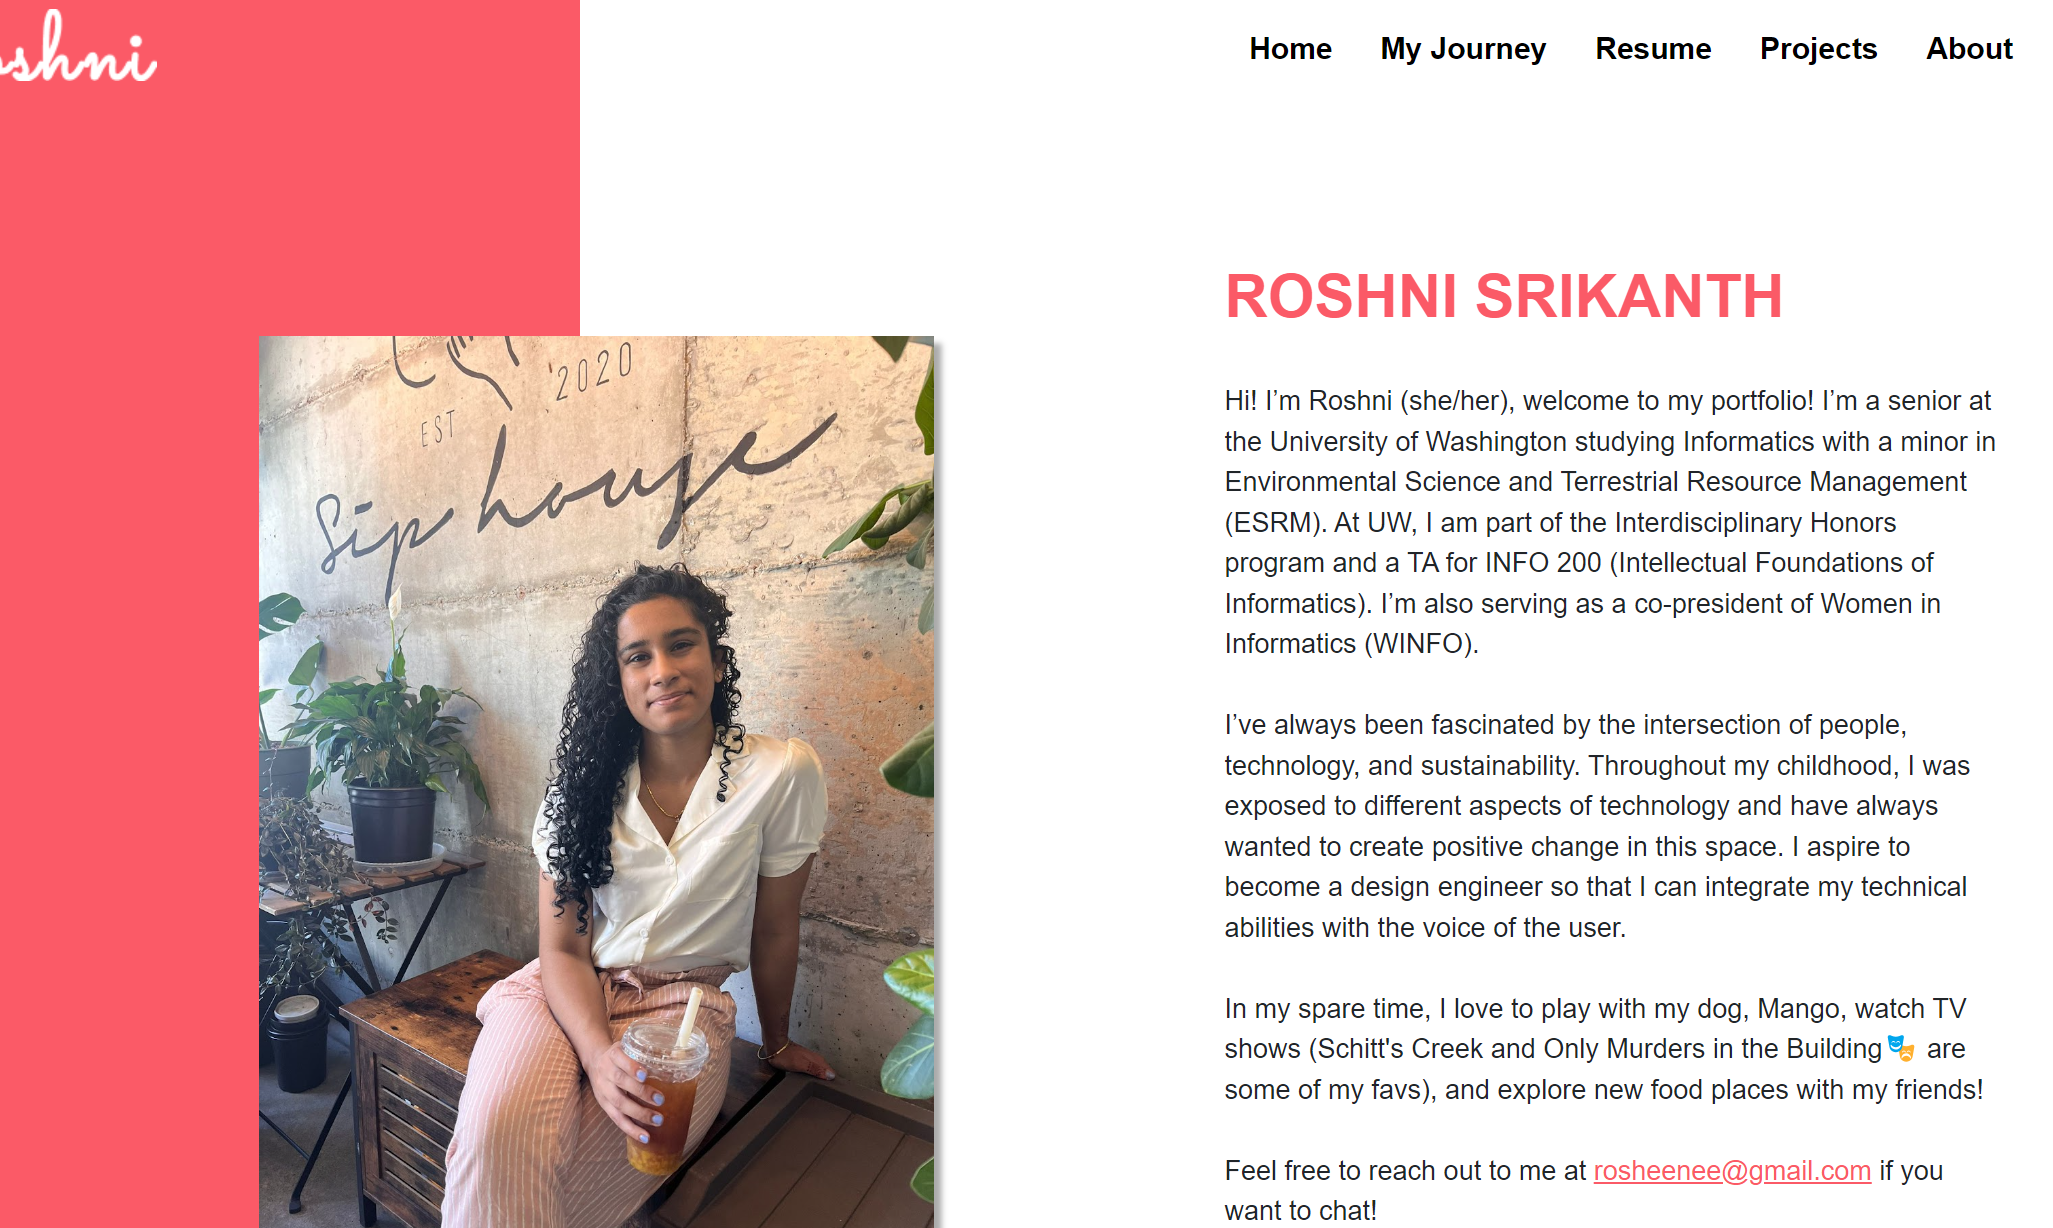 oshni
Home My Journey Resume Projects About
ROSHNI SRIKANTH
EST 2020
Sip house
Hi! I’m Roshni (she/her), welcome to my portfolio! I’m a senior at
the University of Washington studying Informatics with a minor in
Environmental Science and Terrestrial Resource Management
(ESRM). At UW, I am part of the Interdisciplinary Honors
program and a TA for INFO 200 (Intellectual Foundations of
Informatics). I’m also serving as a co-president of Women in
Informatics (WINFO).
I’ve always been fascinated by the intersection of people,
technology, and sustainability. Throughout my childhood, I was
exposed to different aspects of technology and have always
wanted to create positive change in this space. I aspire to
become a design engineer so that I can integrate my technical
abilities with the voice of the user.
In my spare time, I love to play with my dog, Mango, watch TV
shows (Schitt's Creek and Only Murders in the Building🎭 are
some of my favs), and explore new food places with my friends!
Feel free to reach out to me at rosheenee@gmail.com if you
want to chat!